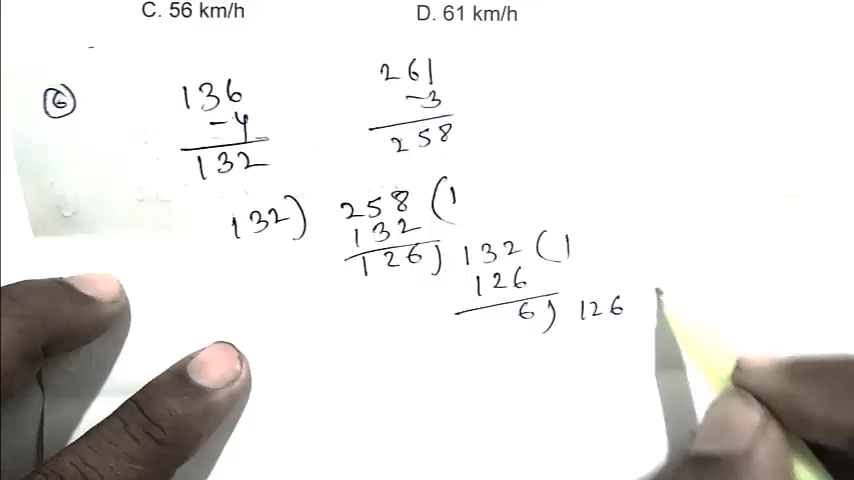 C. 56 km/h D. 61 km/h
6 136 261
-4 -3
132 258
132) 258 (1
132
126) 132 (1
126
6) 126